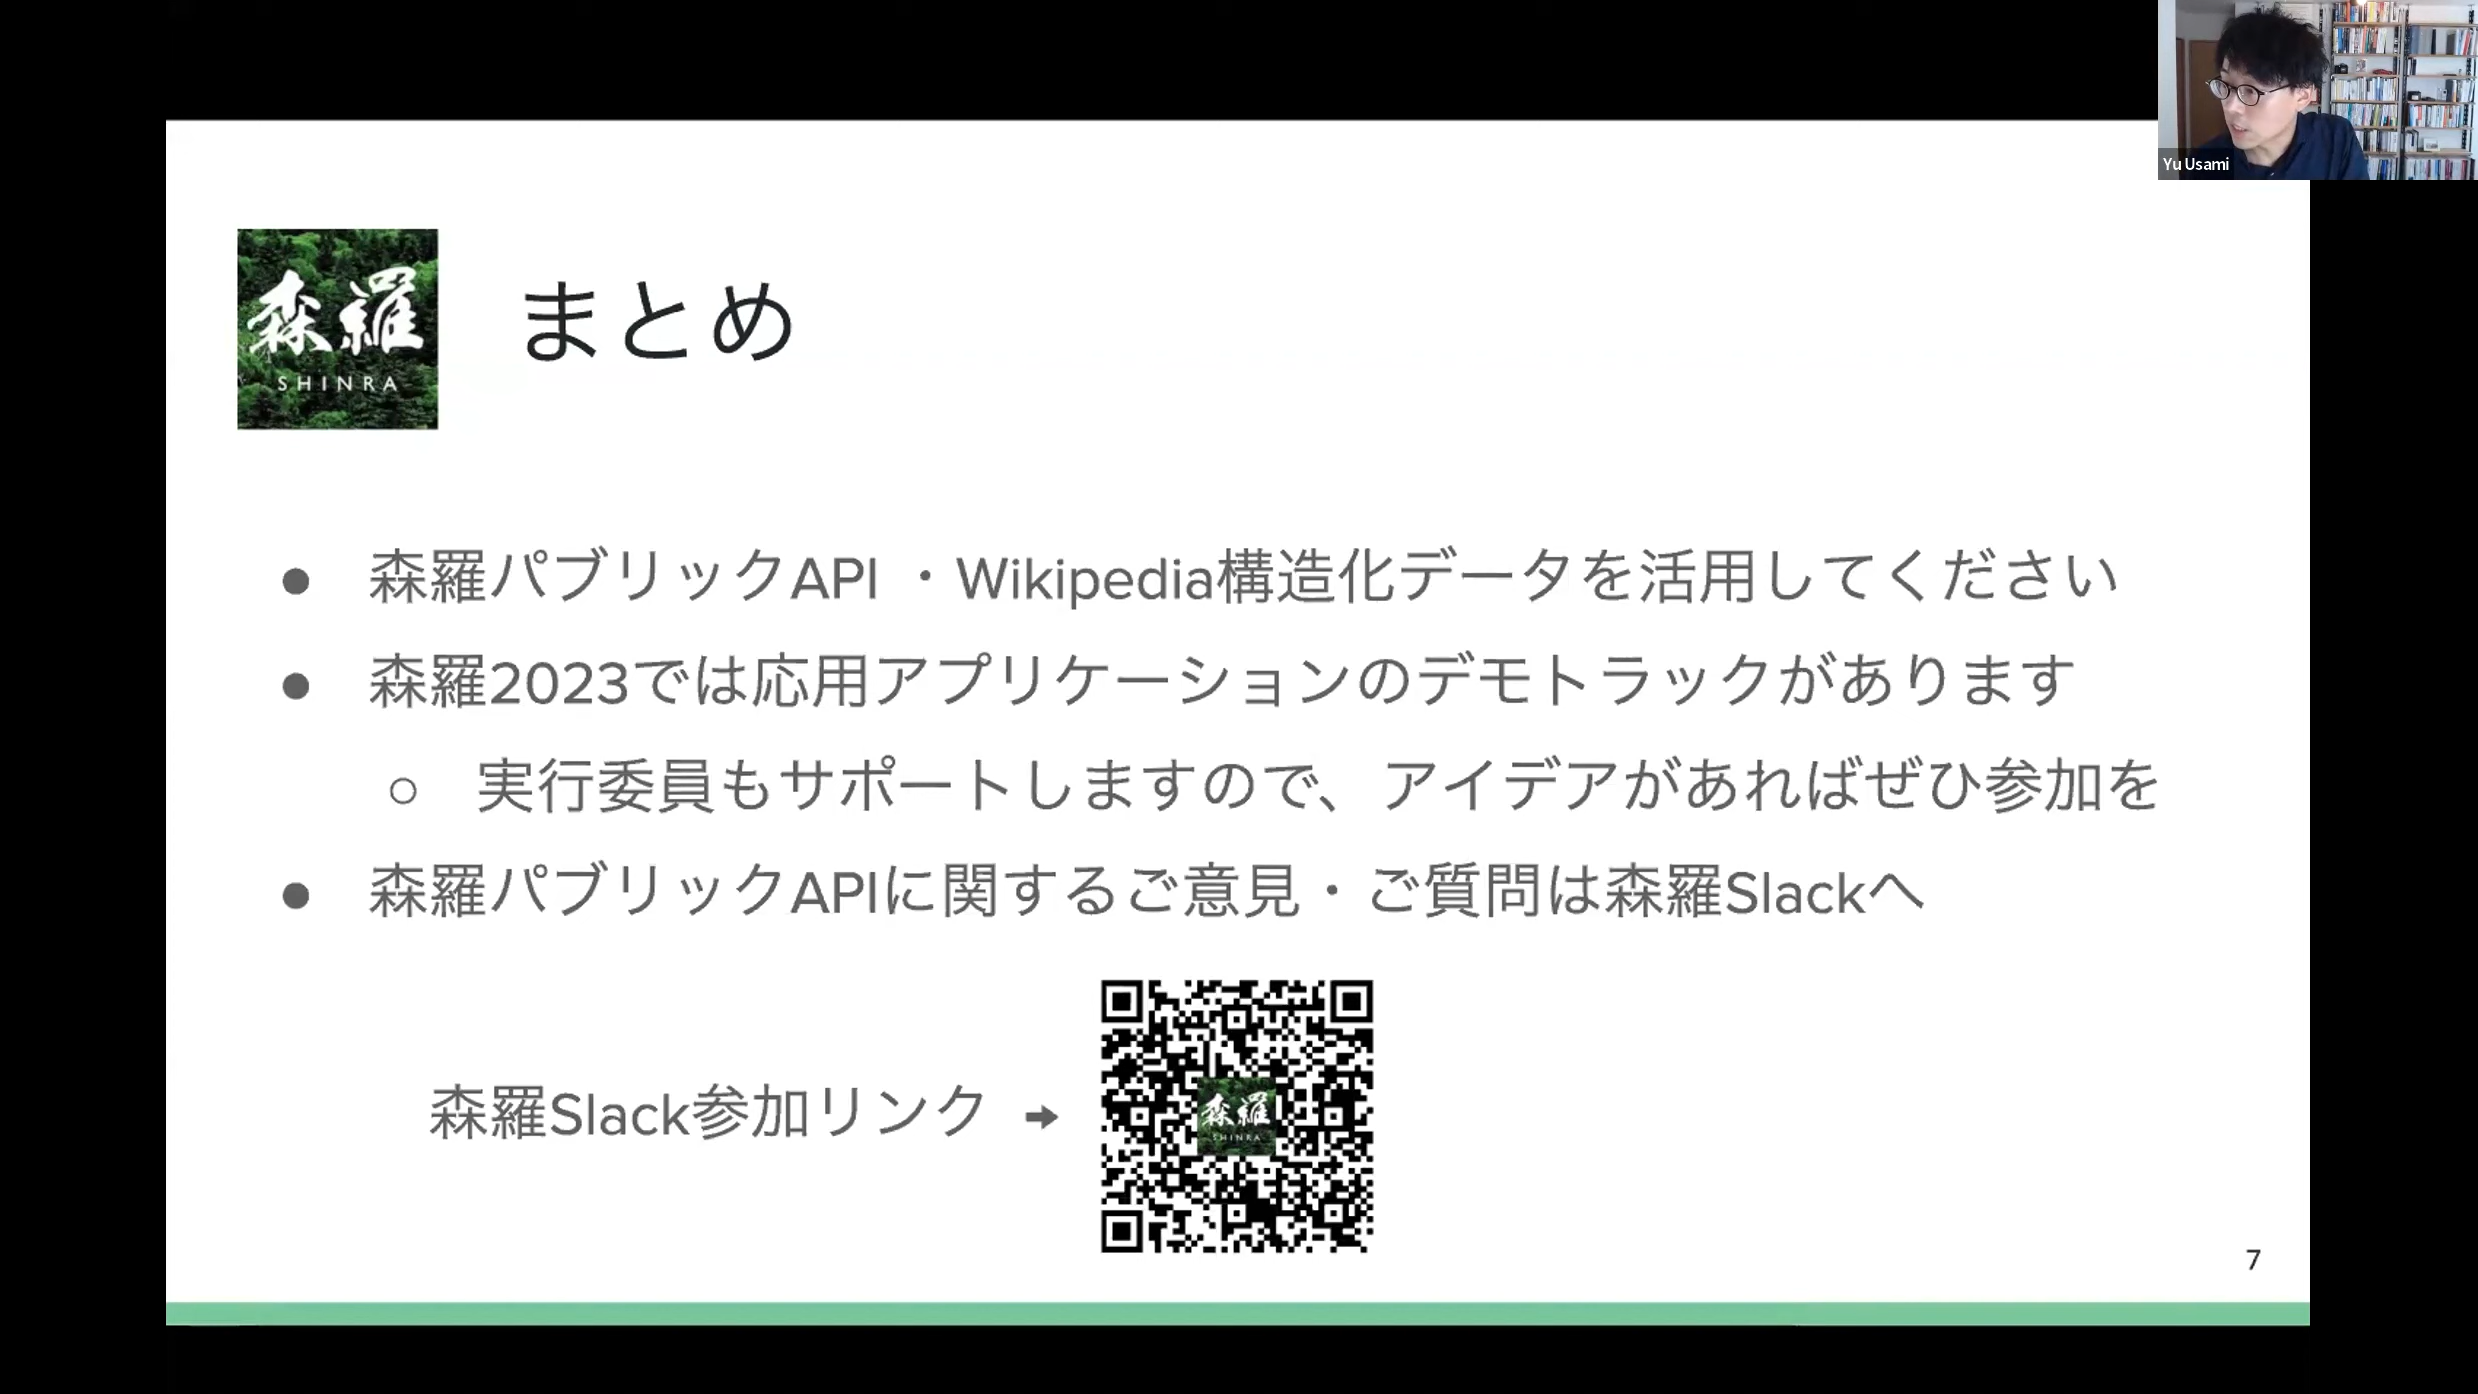 Yu Usami
森羅
SHINRA
まとめ
● 森羅パブリックAPI ・Wikipedia構造化データを活用してください
● 森羅2023では応用アプリケーションのデモトラックがあります
○ 実行委員もサポートしますので、アイデアがあればぜひ参加を
● 森羅パブリックAPIに関するご意見・ご質問は森羅Slackへ
森羅Slack参加リンク ➡
森羅
SHINRA
7